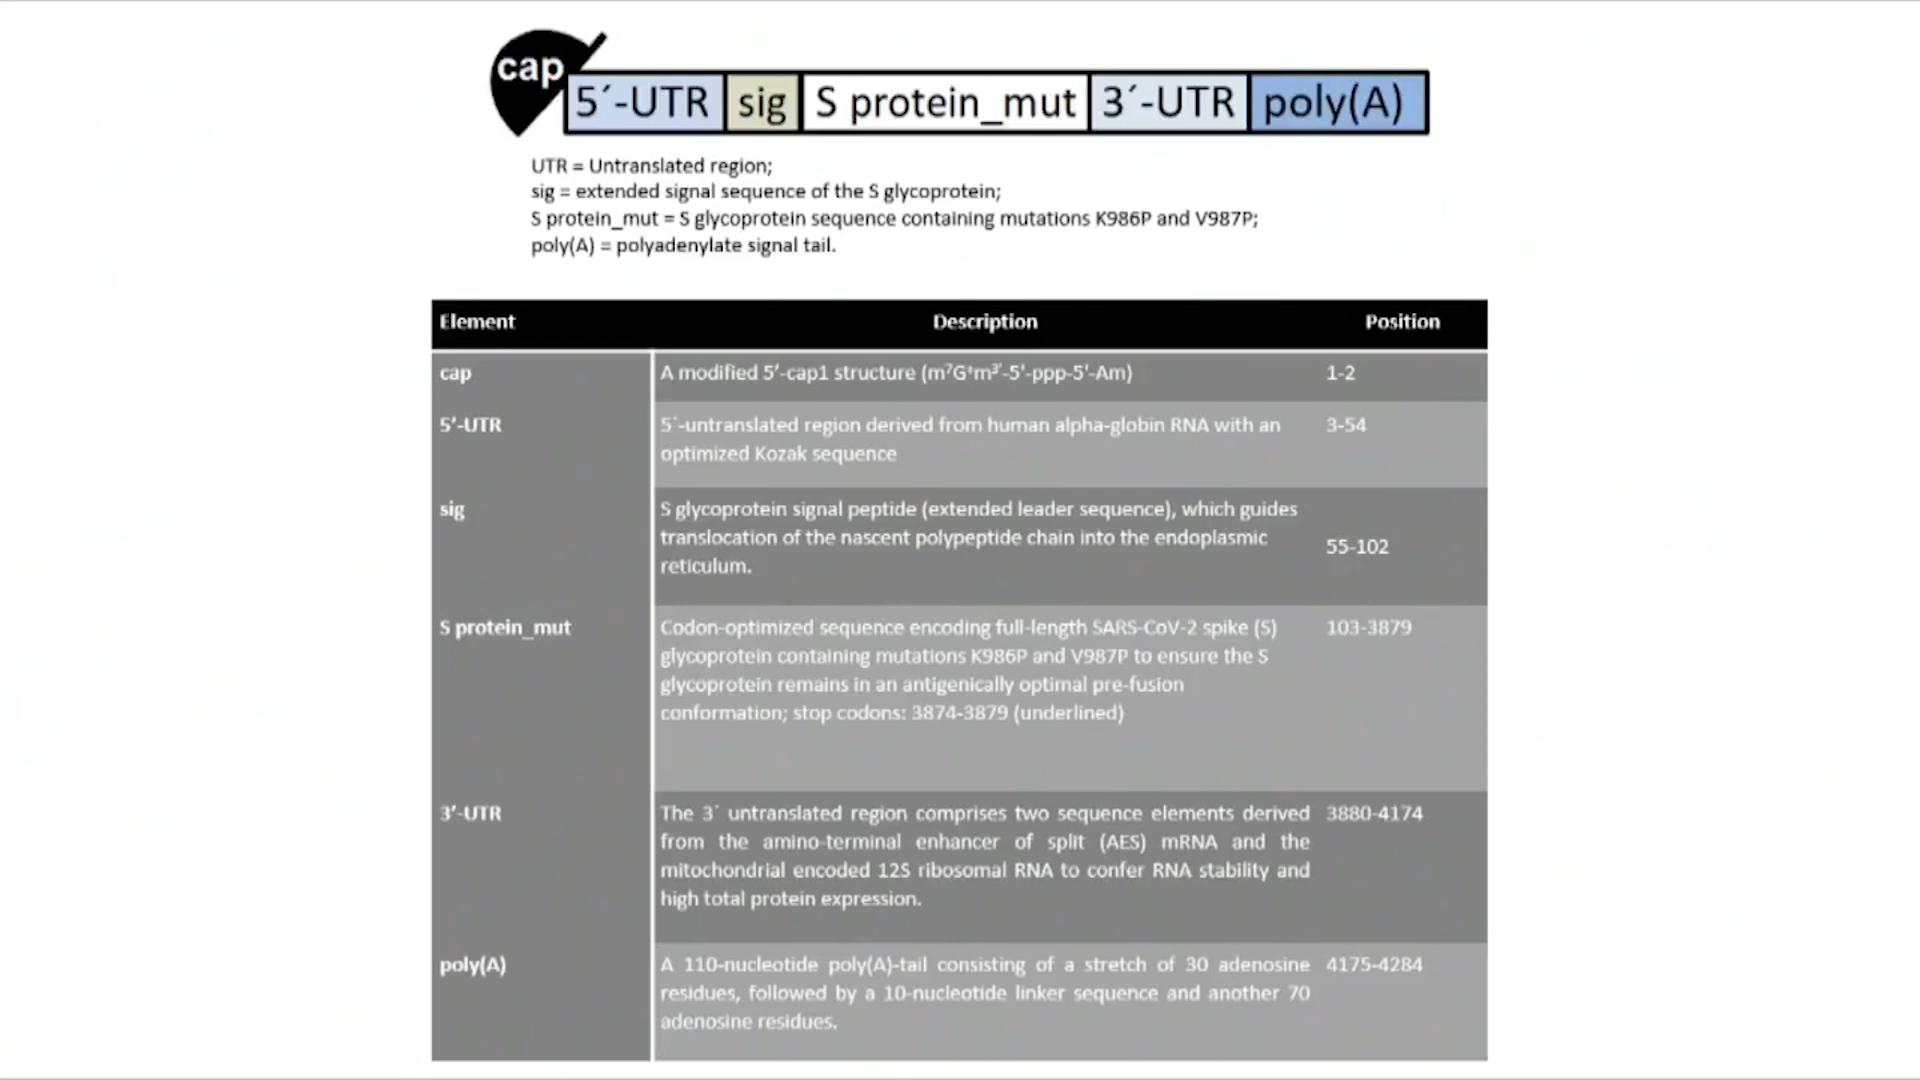 cap
5´-UTR sig S protein_mut 3´-UTR poly(A)
UTR = Untranslated region;
sig = extended signal sequence of the S glycoprotein;
S protein_mut = S glycoprotein sequence containing mutations K986P and V987P;
poly(A) = polyadenylate signal tail.
Element Description Position
cap A modified 5’-cap1 structure (m⁷G⁺m³'-5'-ppp-5'-Am) 1-2
5’-UTR 5´-untranslated region derived from human alpha-globin RNA with an 3-54
optimized Kozak sequence
sig S glycoprotein signal peptide (extended leader sequence), which guides
translocation of the nascent polypeptide chain into the endoplasmic 55-102
reticulum.
S protein_mut Codon-optimized sequence encoding full-length SARS-CoV-2 spike (S) 103-3879
glycoprotein containing mutations K986P and V987P to ensure the S
glycoprotein remains in an antigenically optimal pre-fusion
conformation; stop codons: 3874-3879 (underlined)
3’-UTR The 3´ untranslated region comprises two sequence elements derived 3880-4174
from the amino-terminal enhancer of split (AES) mRNA and the
mitochondrial encoded 12S ribosomal RNA to confer RNA stability and
high total protein expression.
poly(A) A 110-nucleotide poly(A)-tail consisting of a stretch of 30 adenosine 4175-4284
residues, followed by a 10-nucleotide linker sequence and another 70
adenosine residues.